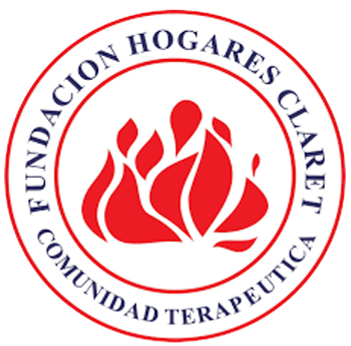 FUNDACION HOGARES CLARET
COMUNIDAD TERAPEUTICA